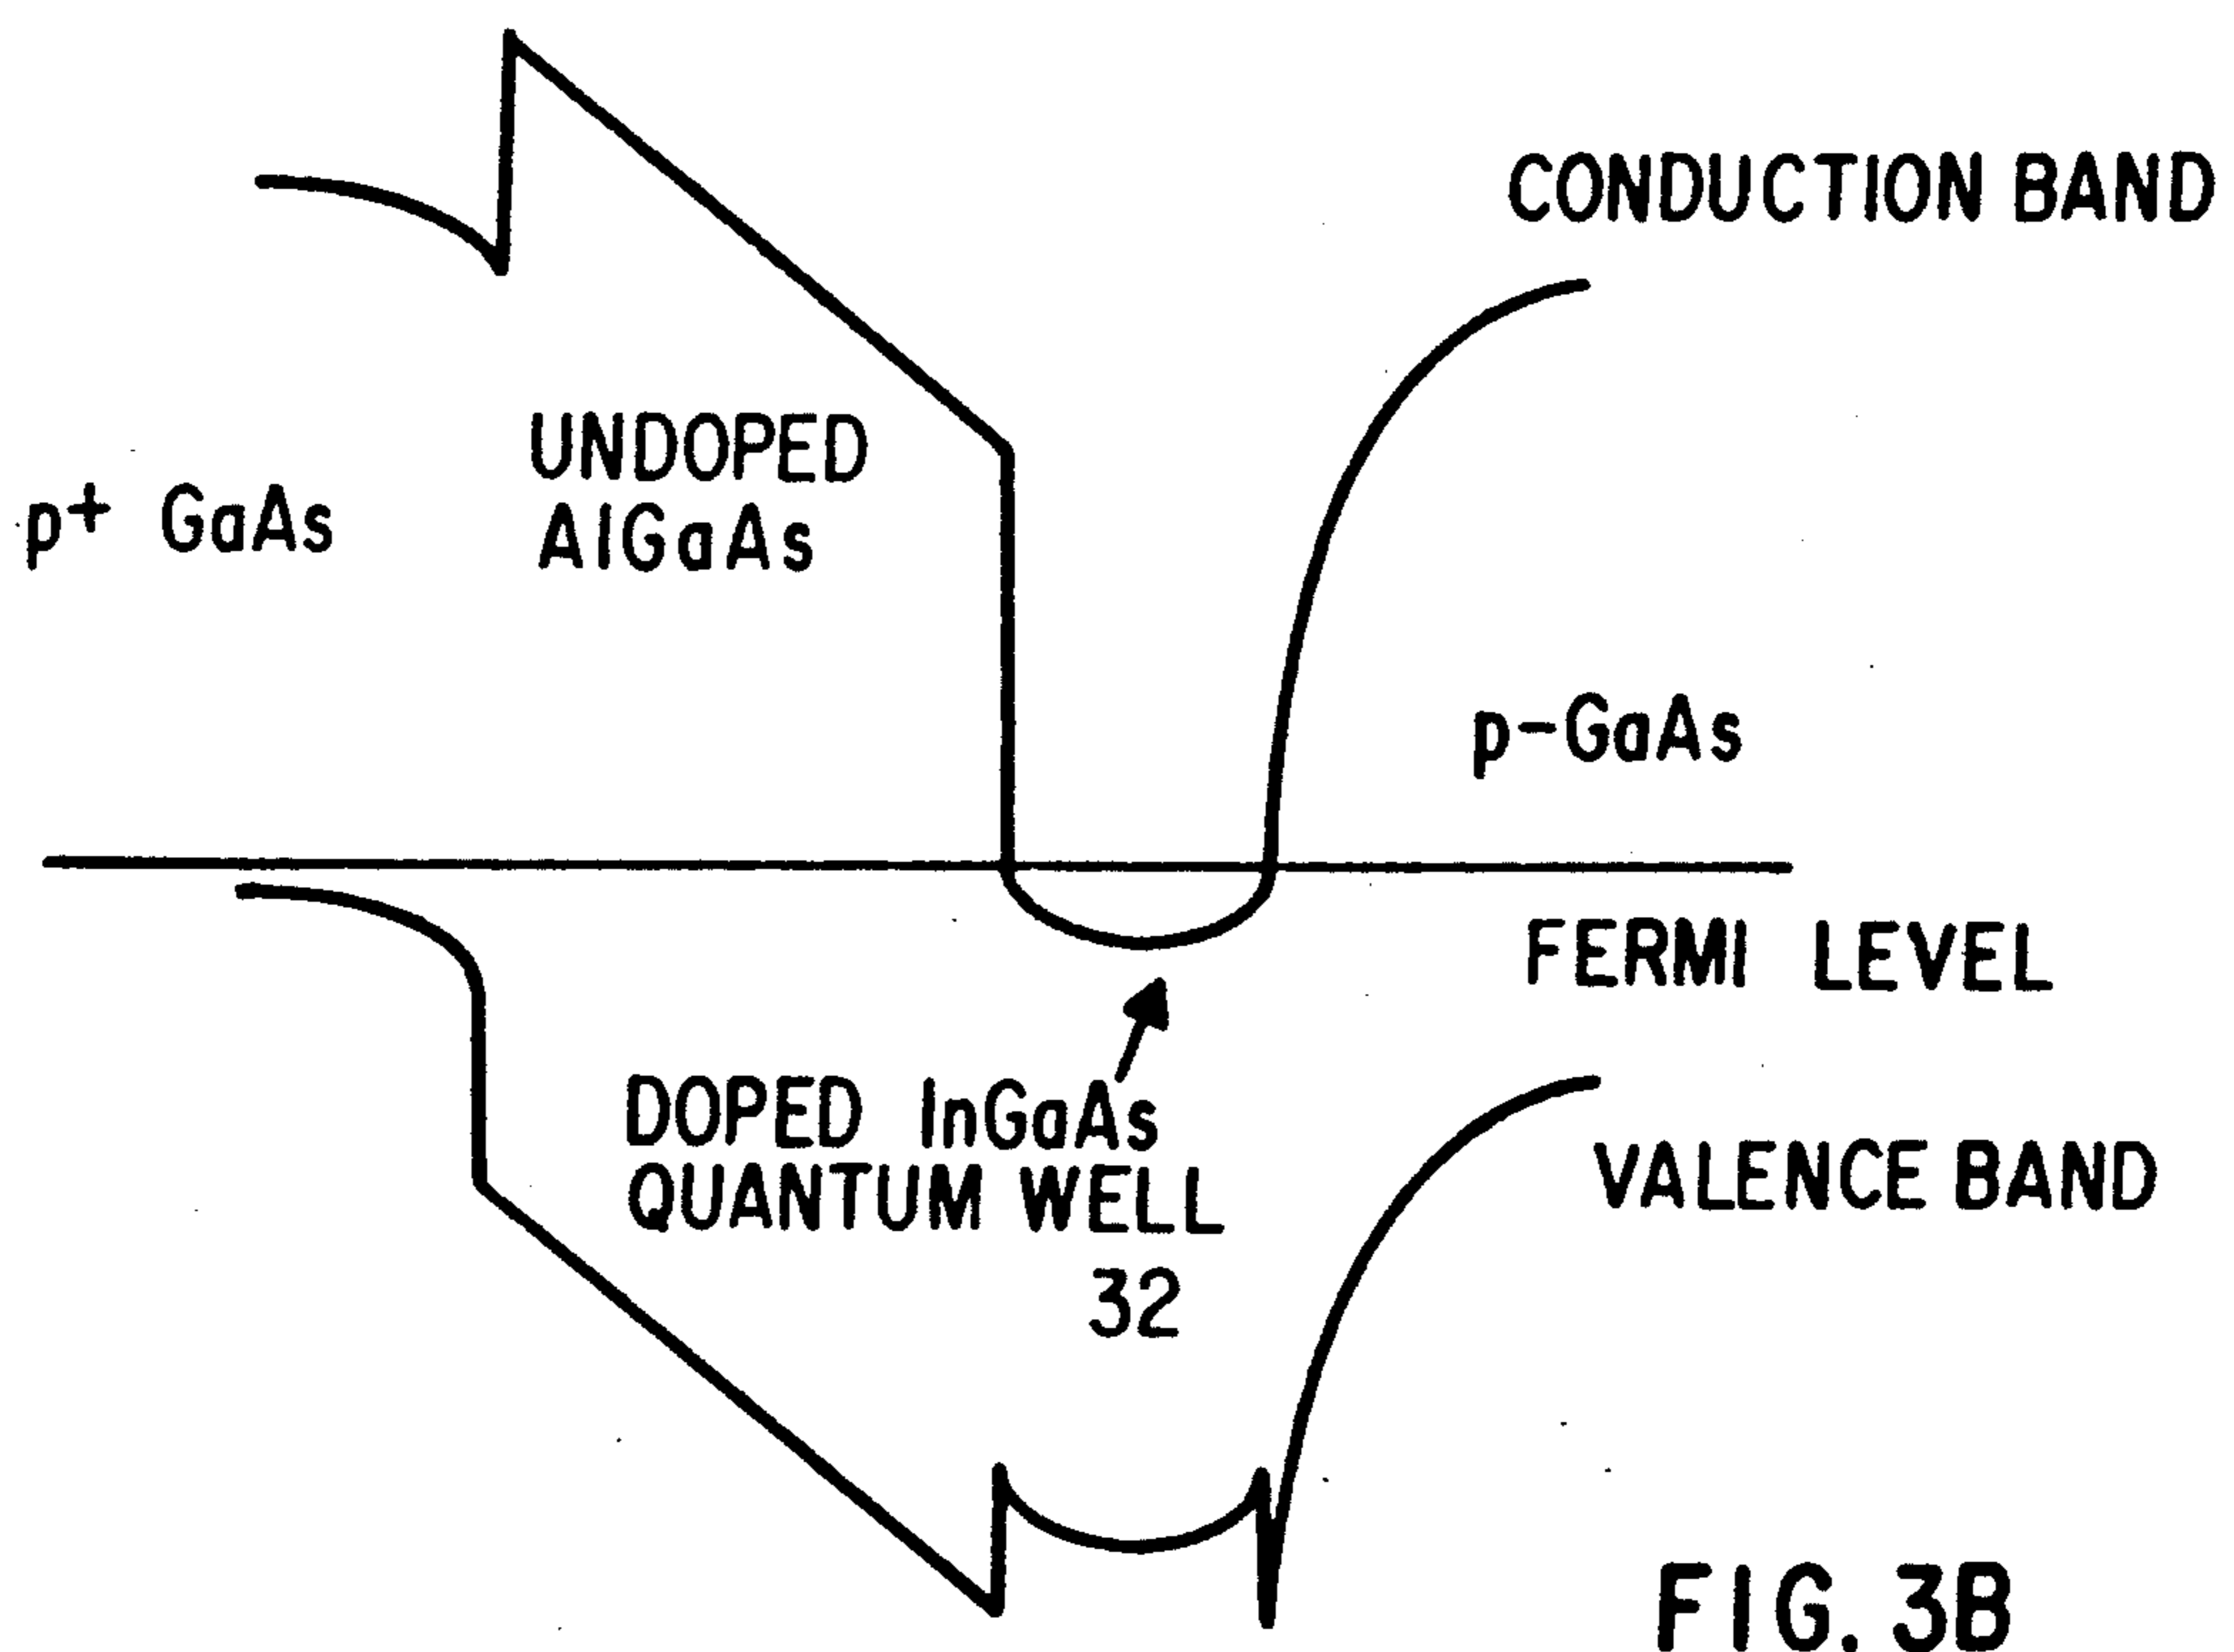 CONDUCTION BAND
UNDOPED
AlGaAs
p+ GaAs
p-GaAs
FERMI LEVEL
DOPED InGaAs
QUANTUM WELL
32
VALENCE BAND
FIG. 3B